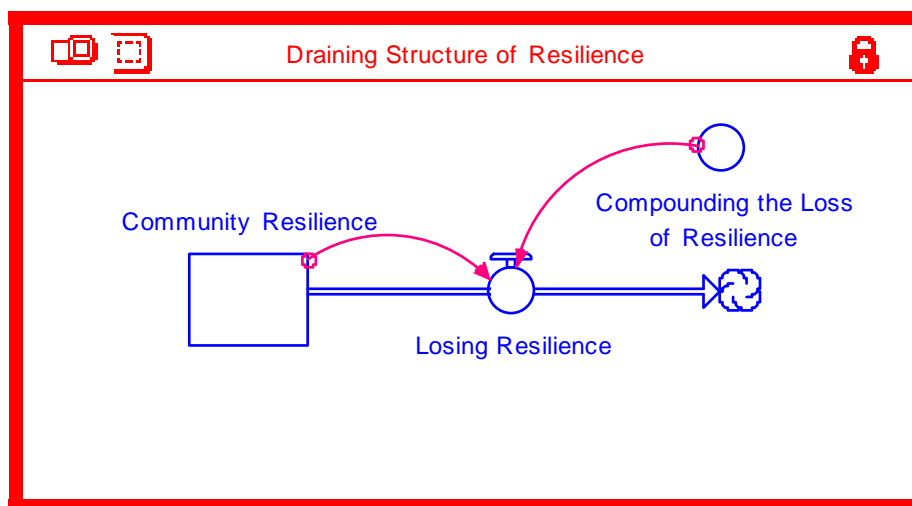 Draining Structure of Resilience
Compounding the Loss
of Resilience
Community Resilience
Losing Resilience